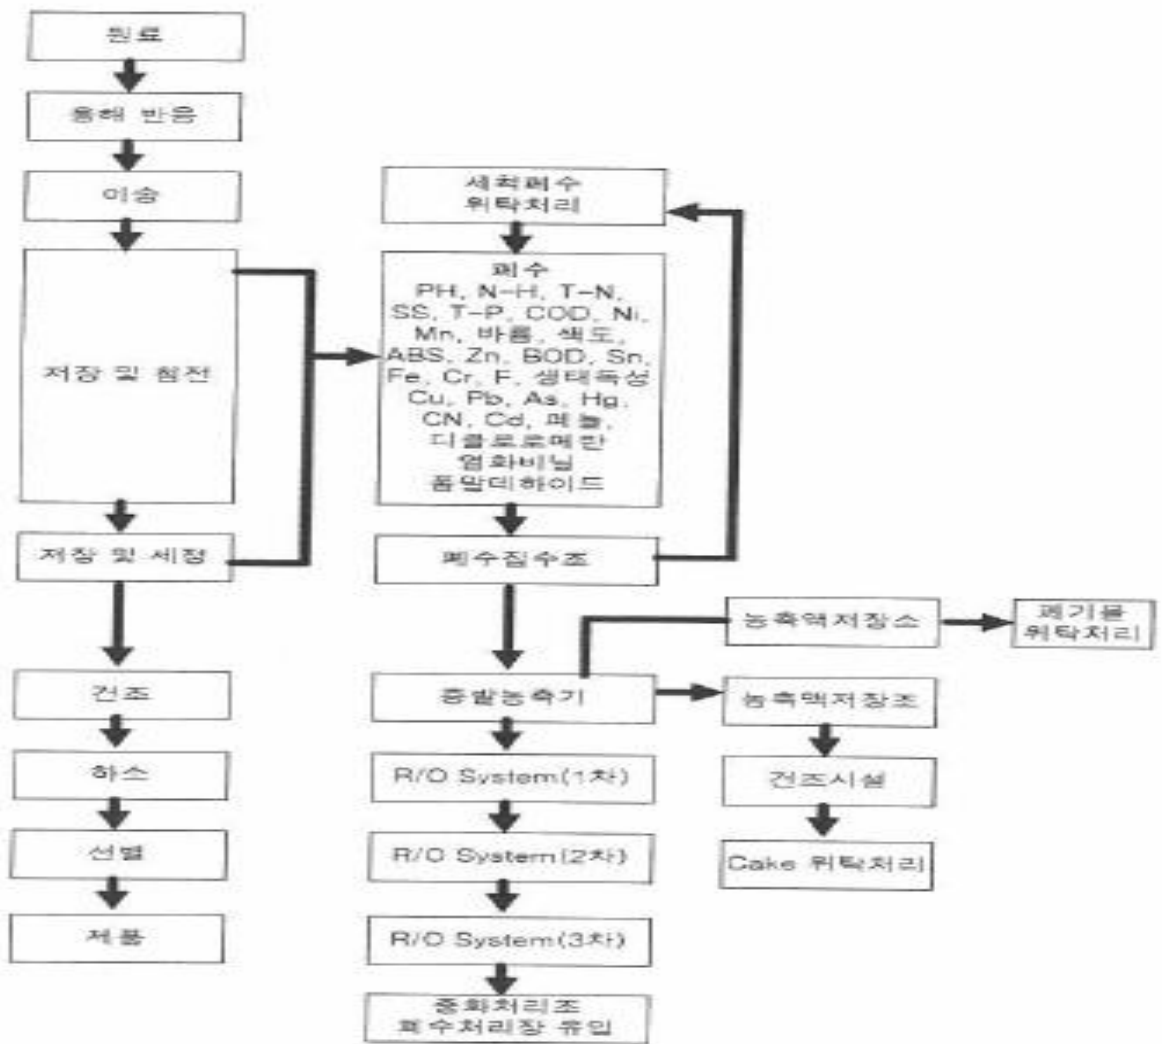 원료
용해 반응
이송
저장 및 침전
저장 및 세정
건조
하소
선별
제품
세척폐수
위탁처리
폐수
PH, N-H, T-N,
SS, T-P, COD, Ni,
Mn, 바륨, 색도,
ABS, Zn, BOD, Sn,
Fe, Cr, F, 생태독성
Cu, Pb, As, Hg,
CN, Cd, 페놀,
디클로로메탄
염화비닐
폼알데하이드
폐수집수조
증발농축기
R/O System(1차)
R/O System(2차)
R/O System(3차)
중화처리조
폐수처리장 유입
농축액저장소
폐기물
위탁처리
농축액저장조
건조시설
Cake 위탁처리